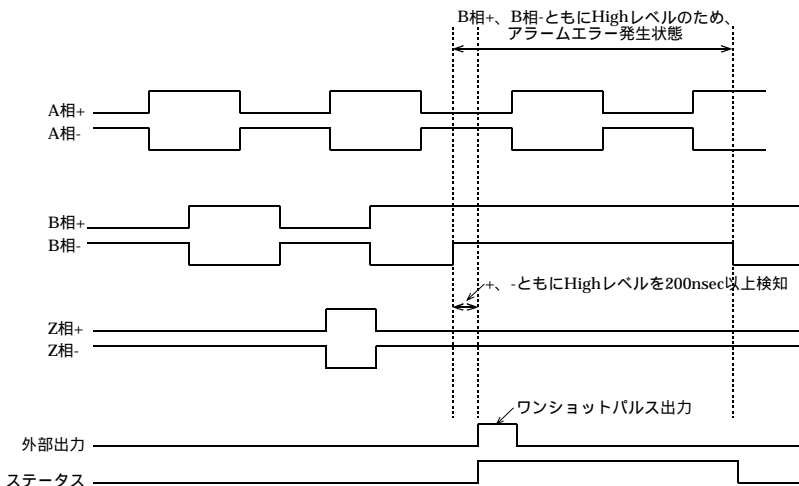 B相+、B相-ともにHighレベルのため、
アラームエラー発生状態
A相+
A相-
B相+
B相-
+、-ともにHighレベルを200nsec以上検知
Z相+
Z相-
ワンショットパルス出力
外部出力
ステータス